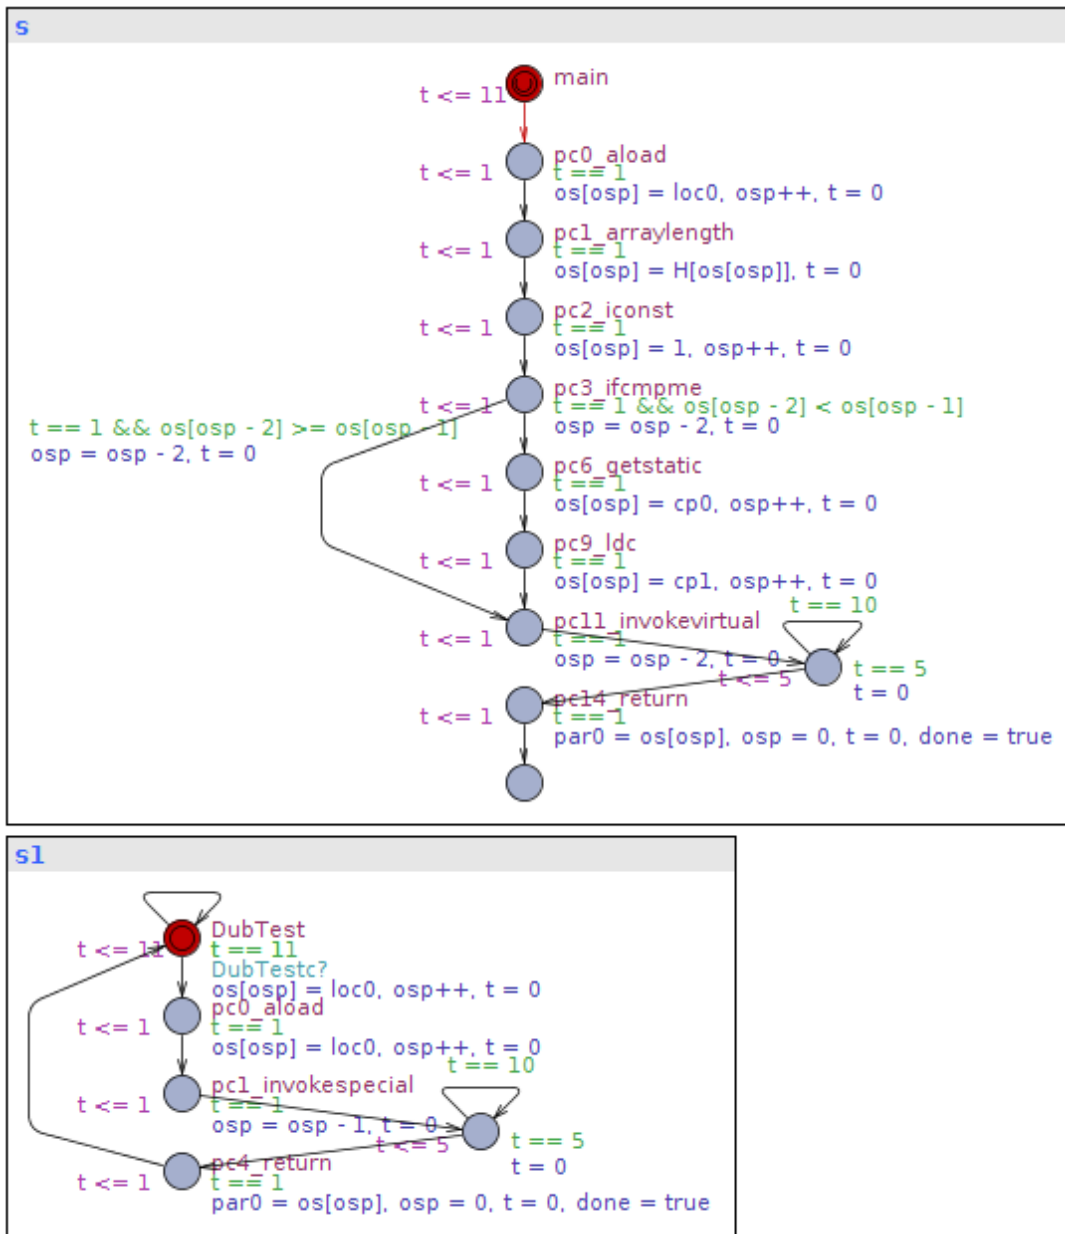 s
main
t <= 11
pc0_aload
t <= 1
t == 1
os[osp] = loc0, osp++, t = 0
pc1_arraylength
t <= 1
t == 1
os[osp] = H[os[osp]], t = 0
pc2_iconst
t <= 1
t == 1
os[osp] = 1, osp++, t = 0
pc3_ifcmpme
t <= 1
t == 1 && os[osp - 2] < os[osp - 1]
osp = osp - 2, t = 0
t == 1 && os[osp - 2] >= os[osp - 1]
osp = osp - 2, t = 0
pc6_getstatic
t <= 1
t == 1
os[osp] = cp0, osp++, t = 0
pc9_ldc
t <= 1
t == 1
os[osp] = cp1, osp++, t = 0
pc11_invokevirtual
t <= 1
t == 1
osp = osp - 2, t = 0
t == 10
t <= 5
t == 5
t = 0
pc14_return
t <= 1
t == 1
par0 = os[osp], osp = 0, t = 0, done = true
s1
DubTest
t <= 11
t == 11
DubTestc?
os[osp] = loc0, osp++, t = 0
pc0_aload
t <= 1
t == 1
os[osp] = loc0, osp++, t = 0
pc1_invokespecial
t <= 1
t == 1
osp = osp - 1, t = 0
t == 10
t <= 5
t == 5
t = 0
pc4_return
t <= 1
t == 1
par0 = os[osp], osp = 0, t = 0, done = true